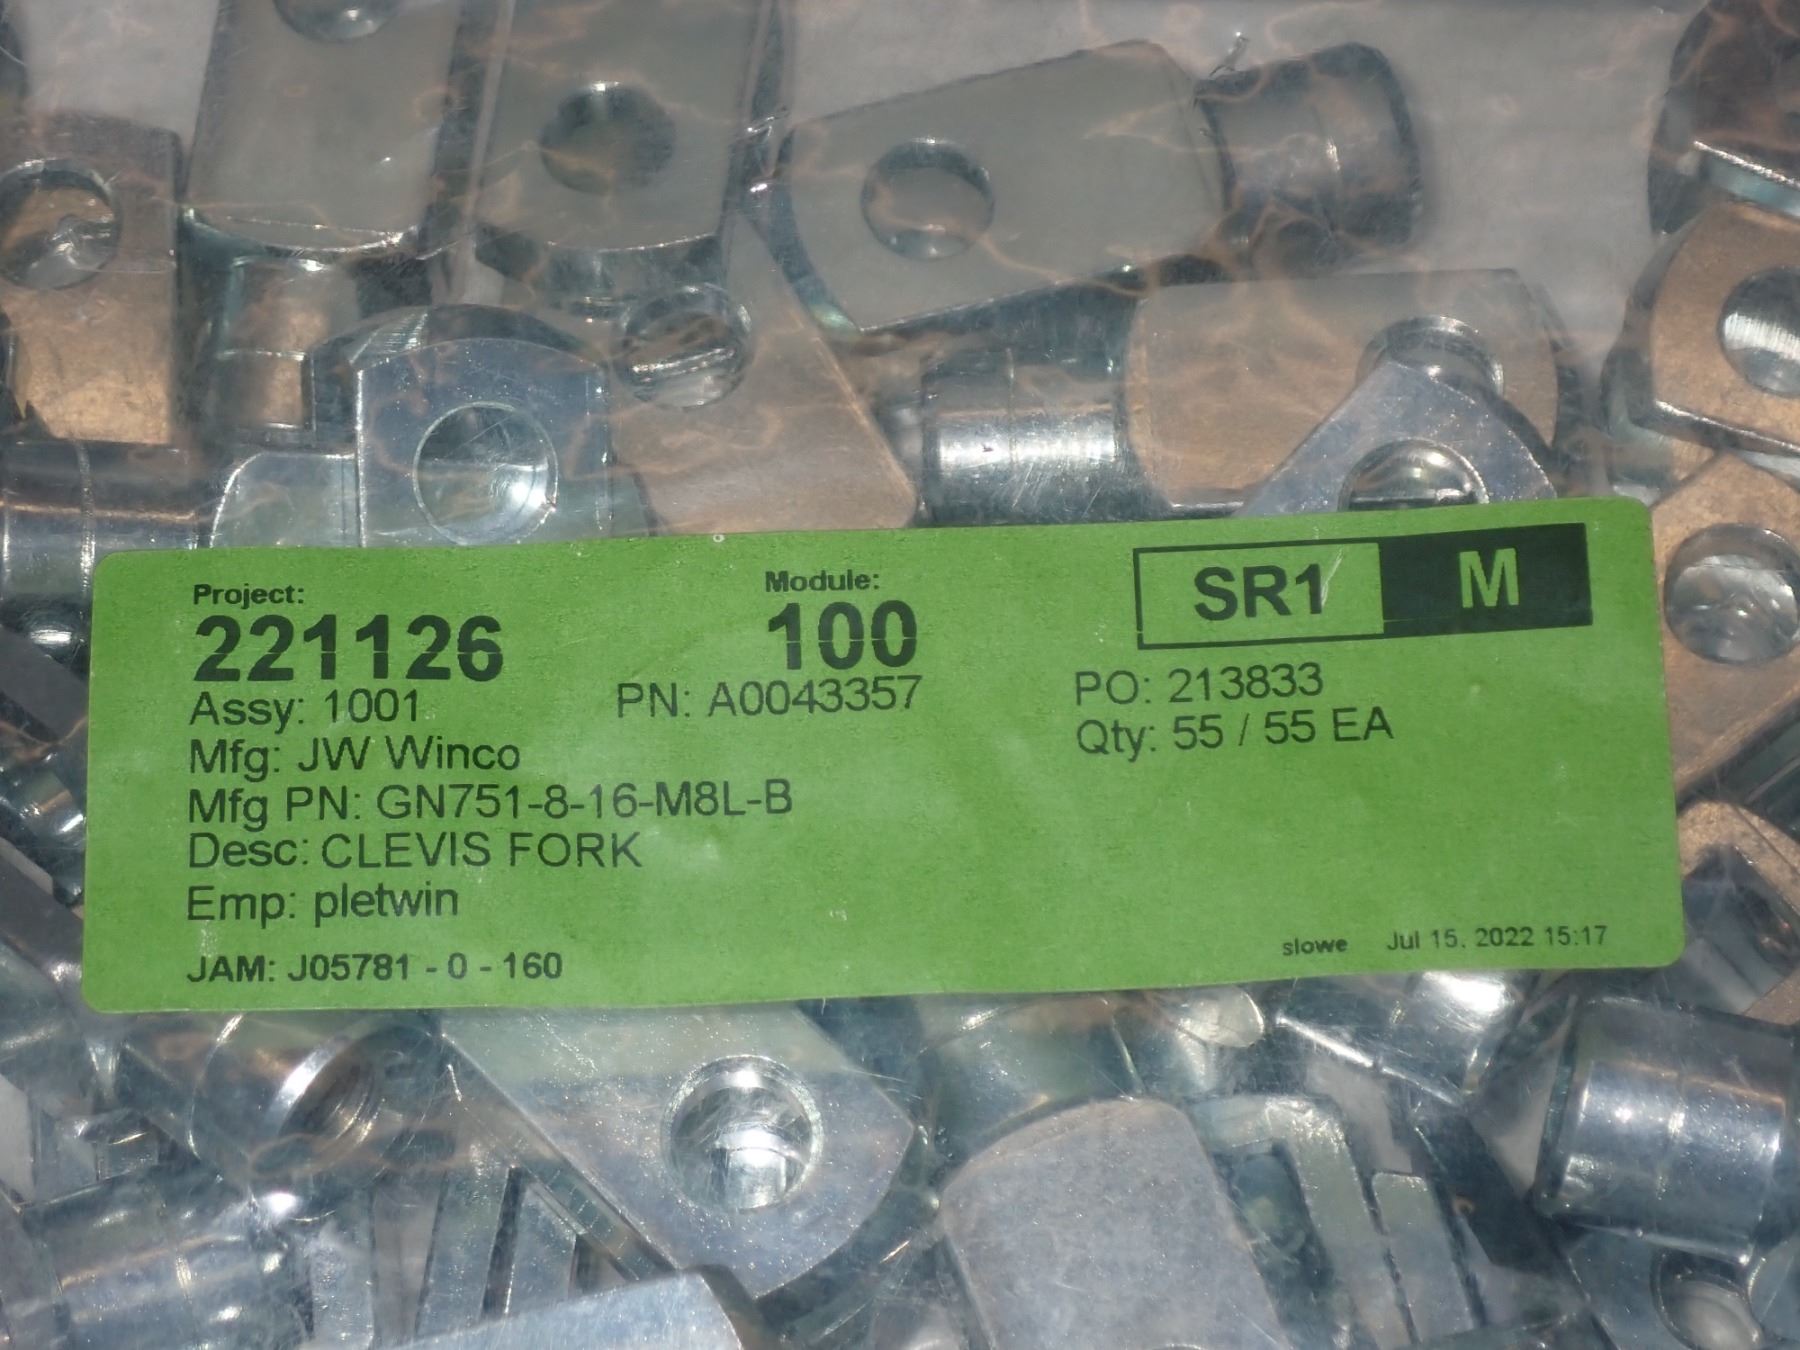 Project: Module: SR1 M
221126 100
Assy: 1001 PN: A0043357 PO: 213833
Mfg: JW Winco Qty: 55 / 55 EA
Mfg PN: GN751-8-16-M8L-B
Desc: CLEVIS FORK
Emp: pletwin
JAM: J05781 - 0 - 160 slowe Jul 15, 2022 15:17